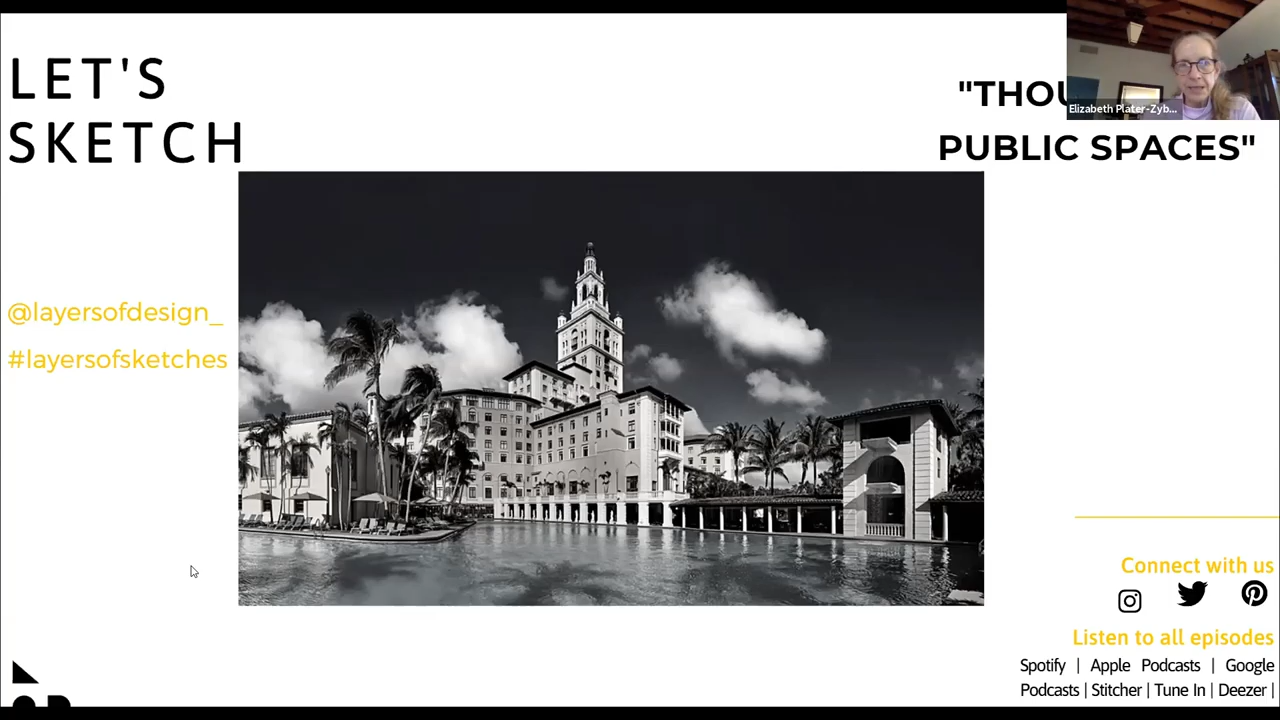 LET'S
SKETCH
"THOU
PUBLIC SPACES"
Elizabeth Plater-Zyb...
@layersofdesign_
#layersofsketches
Connect with us
Listen to all episodes
Spotify | Apple Podcasts | Google
Podcasts | Stitcher | Tune In | Deezer |